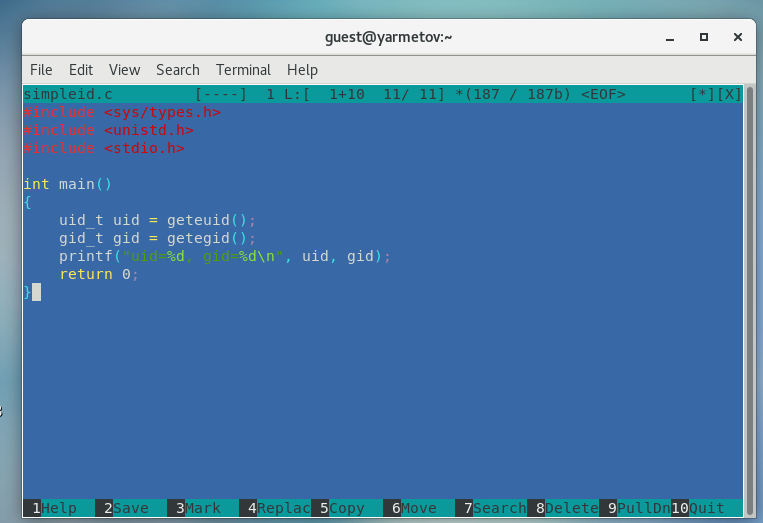 guest@yarmetov:~
File Edit View Search Terminal Help
simpleid.c [----] 1 L:[ 1+10 11/ 11] *(187 / 187b) <EOF> [*][X]
#include <sys/types.h>
#include <unistd.h>
#include <stdio.h>
int main()
{
    uid_t uid = geteuid();
    gid_t gid = getegid();
    printf("uid=%d, gid=%d\n", uid, gid);
    return 0;
}
1Help 2Save 3Mark 4Replac 5Copy 6Move 7Search 8Delete 9PullDn 10Quit